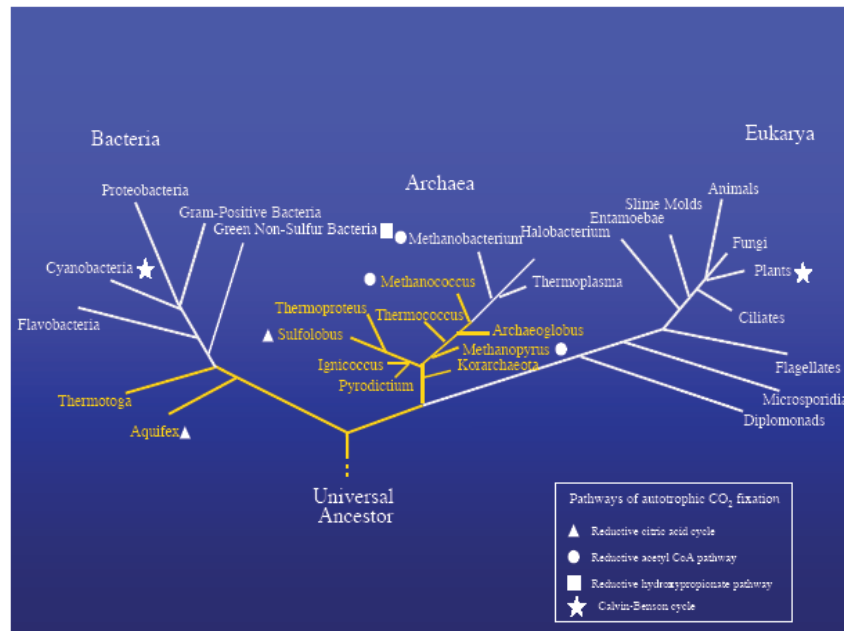 Bacteria
Eukarya
Archaea
Proteobacteria
Gram-Positive Bacteria
Green Non-Sulfur Bacteria
Cyanobacteria
Flavobacteria
Thermotoga
Aquifex
Methanobacterium
Halobacterium
Methanococcus
Thermoplasma
Thermoproteus
Thermococcus
Sulfolobus
Archaeoglobus
Methanopyrus
Ignicoccus
Korarchaeota
Pyrodictium
Animals
Slime Molds
Entamoebae
Fungi
Plants
Ciliates
Flagellates
Microsporidia
Diplomonads
Universal
Ancestor
Pathways of autotrophic CO₂ fixation
Reductive citric acid cycle
Reductive acetyl CoA pathway
Reductive hydroxypropionate pathway
Calvin-Benson cycle